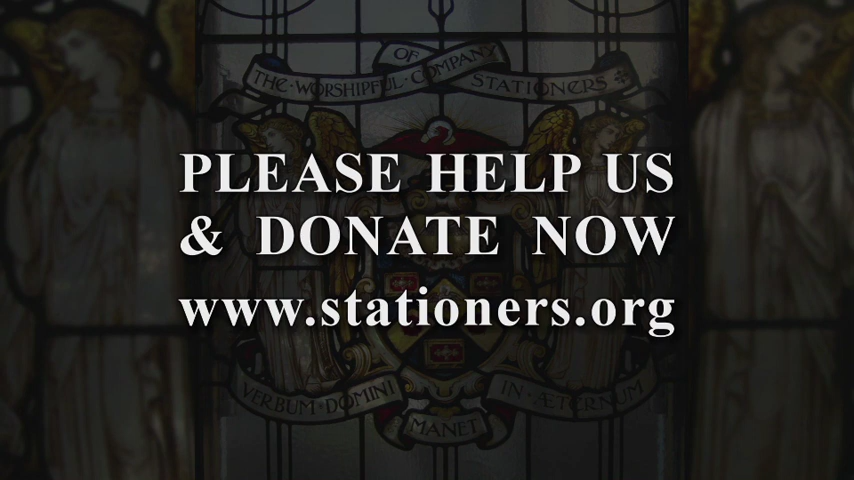 OF
THE·WORSHIPFUL·COMPANY STATIONERS
PLEASE HELP US
& DONATE NOW
www.stationers.org
VERBUM·DOMINI IN·ÆTERNUM
MANET